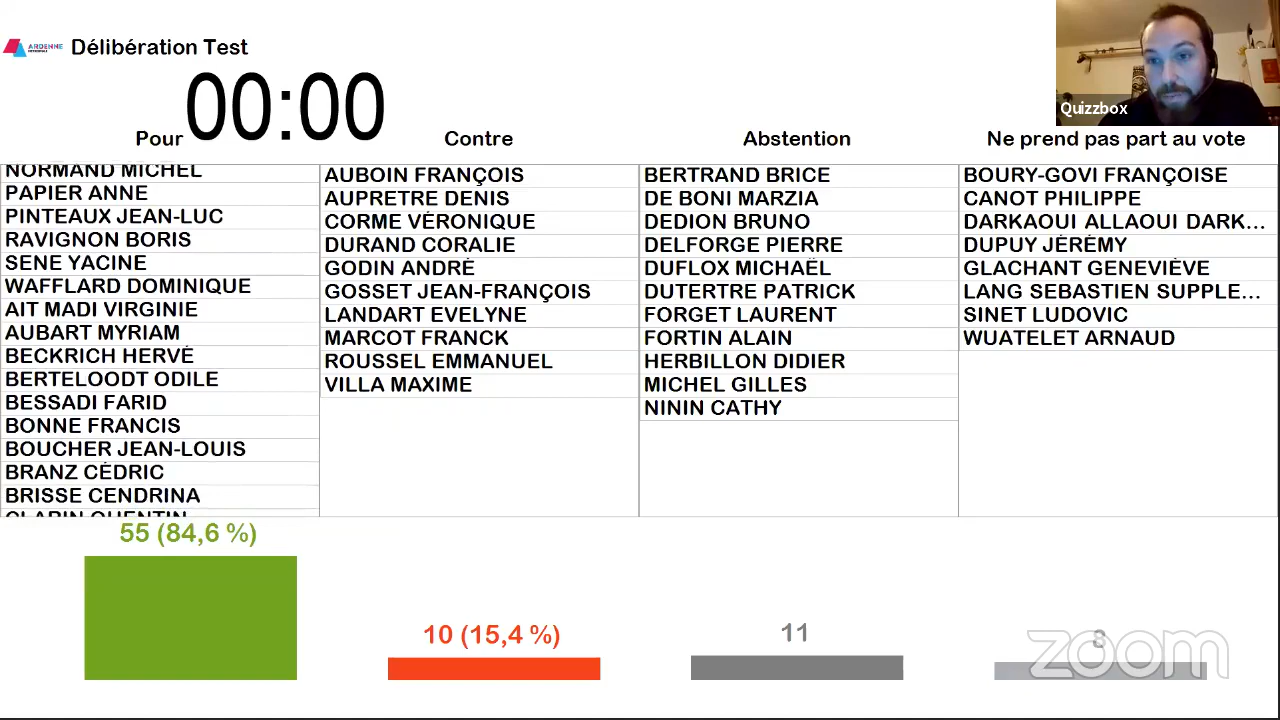 ARDENNE
Délibération Test
00:00
Quizzbox
Pour
Contre
Abstention
Ne prend pas part au vote
NORMAND MICHEL
PAPIER ANNE
PINTEAUX JEAN-LUC
RAVIGNON BORIS
SENE YACINE
WAFFLARD DOMINIQUE
AIT MADI VIRGINIE
AUBART MYRIAM
BECKRICH HERVÉ
BERTELOODT ODILE
BESSADI FARID
BONNE FRANCIS
BOUCHER JEAN-LOUIS
BRANZ CÉDRIC
BRISSE CENDRINA
CLARIN QUENTIN
AUBOIN FRANÇOIS
AUPRETRE DENIS
CORME VÉRONIQUE
DURAND CORALIE
GODIN ANDRÉ
GOSSET JEAN-FRANÇOIS
LANDART EVELYNE
MARCOT FRANCK
ROUSSEL EMMANUEL
VILLA MAXIME
BERTRAND BRICE
DE BONI MARZIA
DEDION BRUNO
DELFORGE PIERRE
DUFLOX MICHAËL
DUTERTRE PATRICK
FORGET LAURENT
FORTIN ALAIN
HERBILLON DIDIER
MICHEL GILLES
NININ CATHY
BOURY-GOVI FRANÇOISE
CANOT PHILIPPE
DARKAOUI ALLAOUI DARK...
DUPUY JÉRÉMY
GLACHANT GENEVIÈVE
LANG SEBASTIEN SUPPLE...
SINET LUDOVIC
WUATELET ARNAUD
55 (84,6 %)
10 (15,4 %)
11
8
zoom